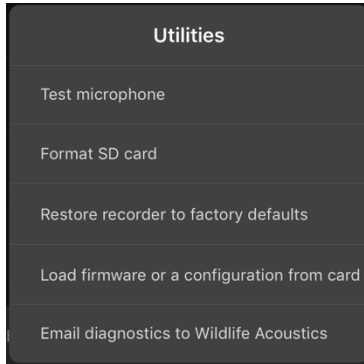 Utilities
Test microphone
Format SD card
Restore recorder to factory defaults
Load firmware or a configuration from card
Email diagnostics to Wildlife Acoustics